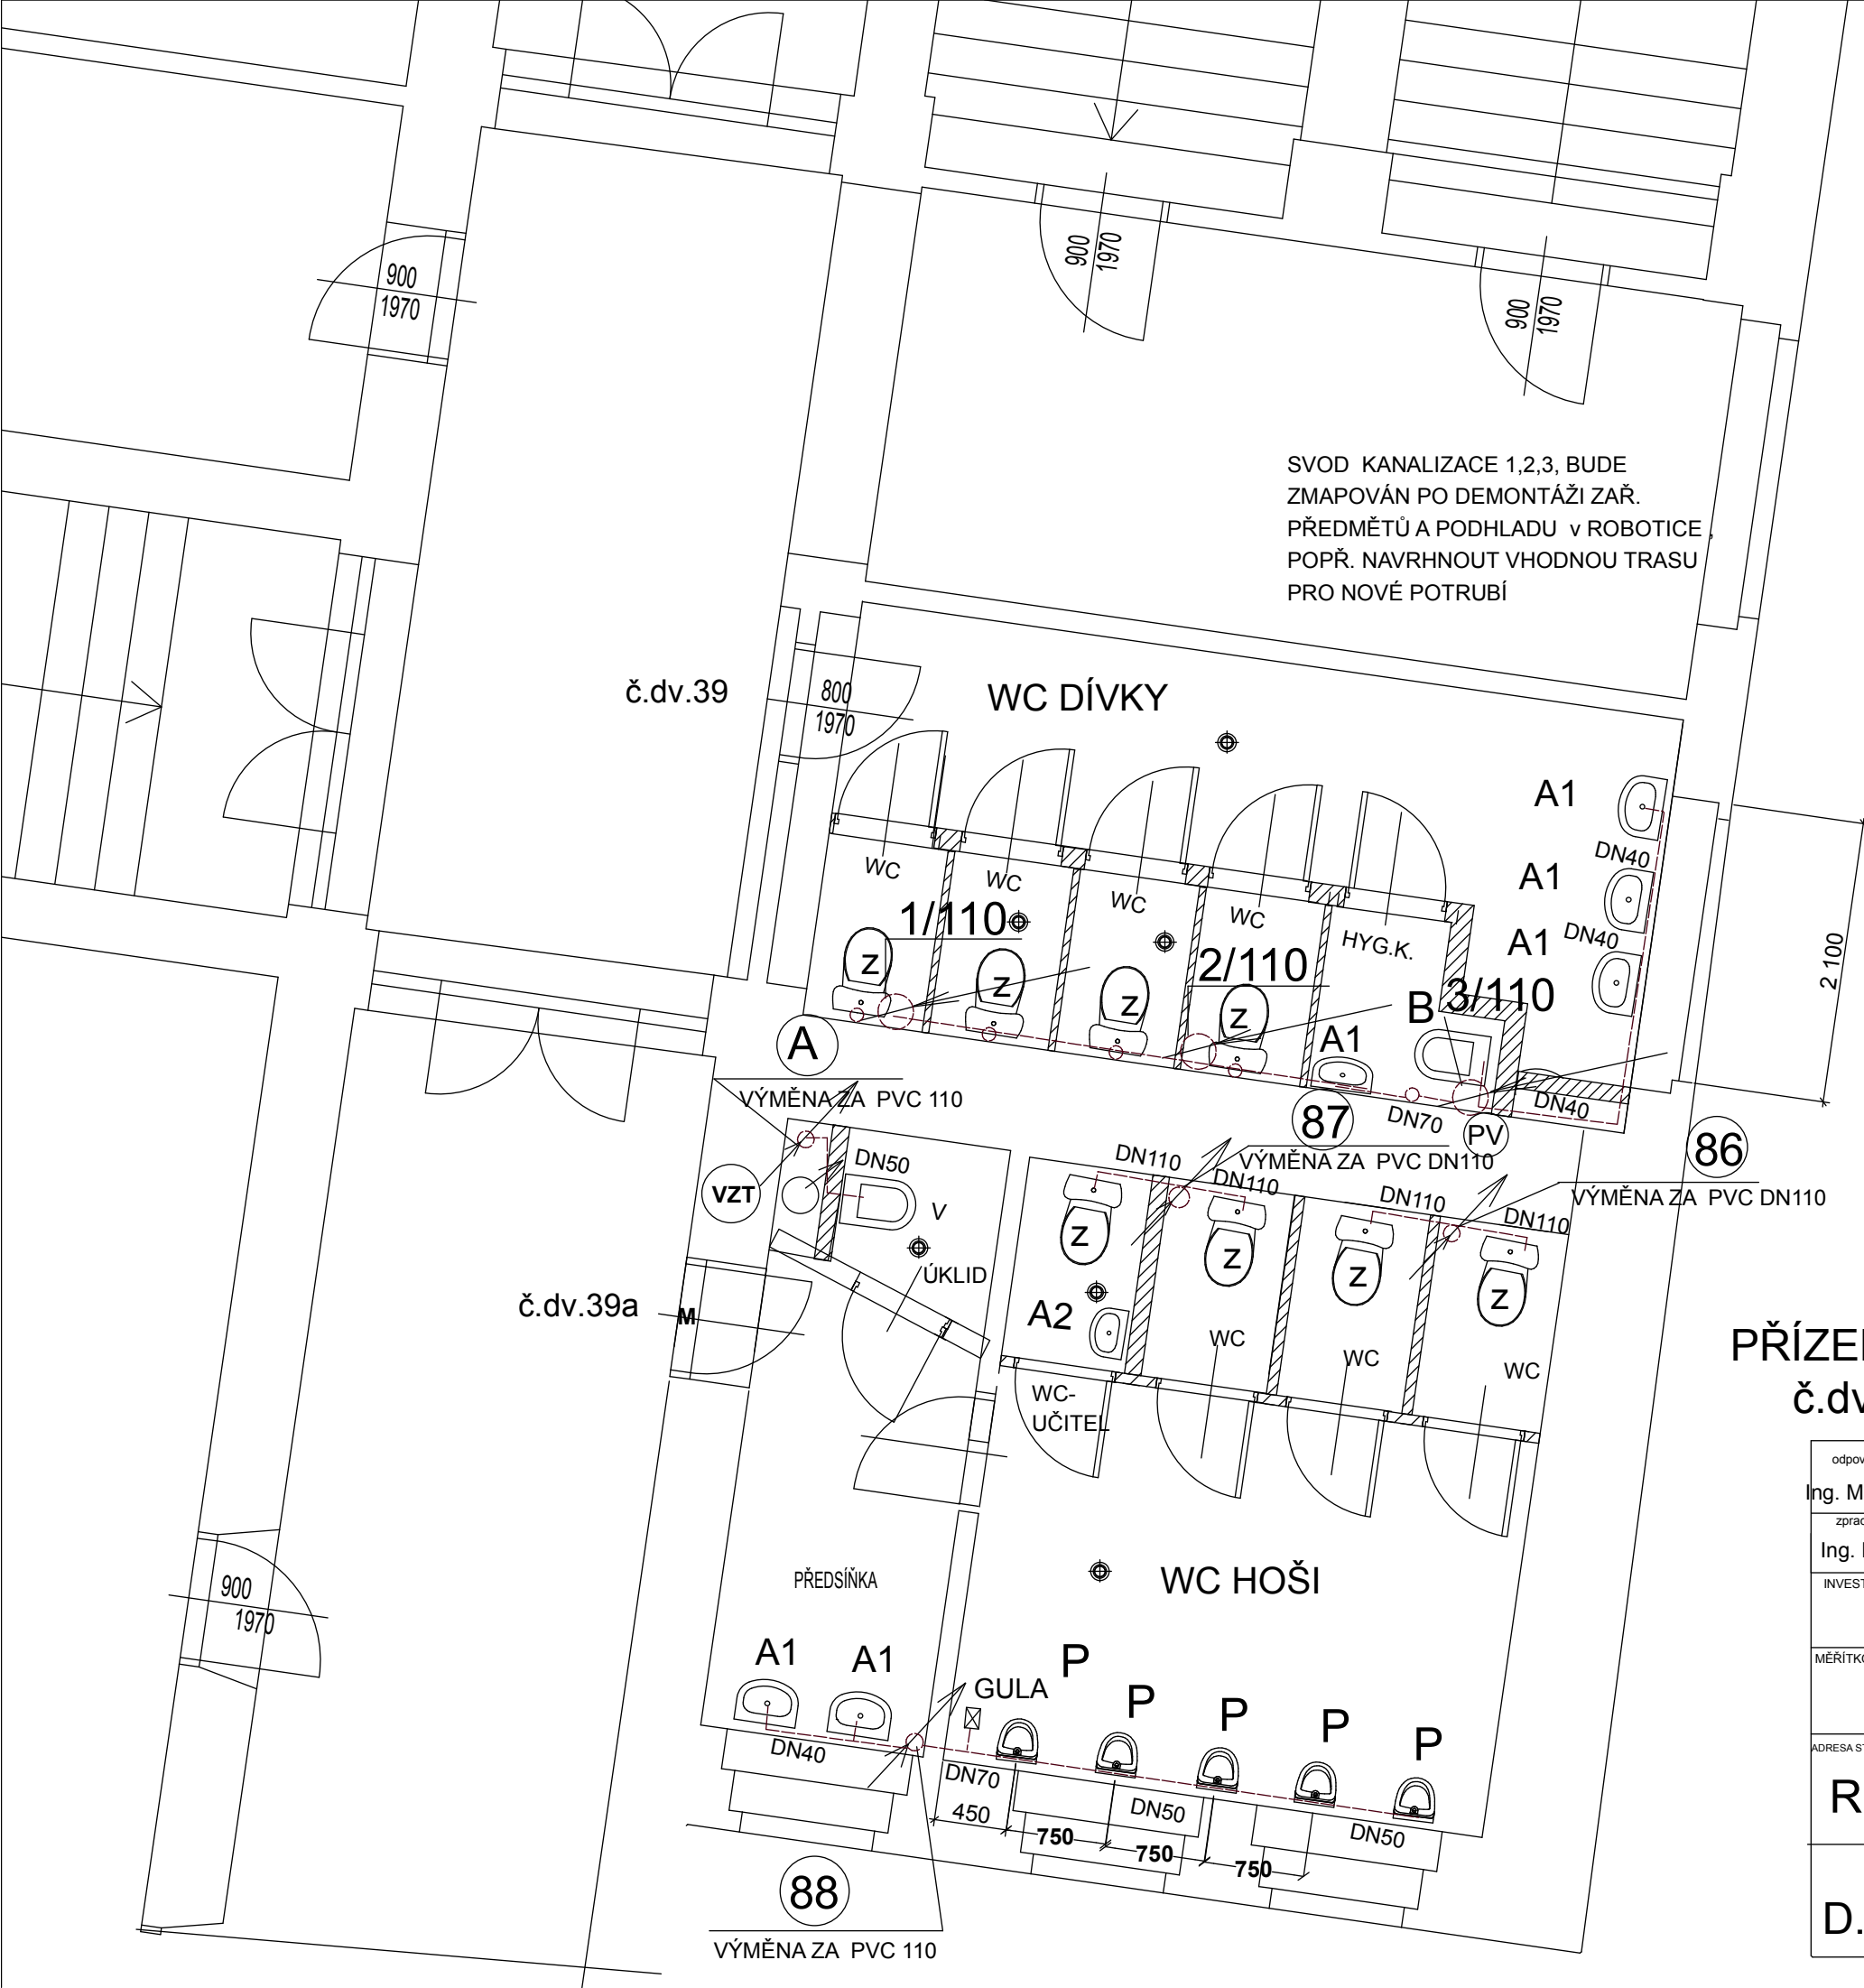 900
1970
900
1970
900
1970
SVOD KANALIZACE 1,2,3, BUDE
ZMAPOVÁN PO DEMONTÁŽI ZAŘ.
PŘEDMĚTŮ A PODHLADU v ROBOTICE ,
POPŘ. NAVRHNOUT VHODNOU TRASU
PRO NOVÉ POTRUBÍ
č.dv.39
800
1970
WC DÍVKY
A1
DN40
A1
DN40
A1
2 100
WC
WC
WC
WC
HYG.K.
1/110
2/110
3/110
B
Z
Z
Z
Z
A1
A
VÝMĚNA ZA PVC 110
87
VÝMĚNA ZA PVC DN110
DN70
PV
DN40
86
VÝMĚNA ZA PVC DN110
VZT
DN50
V
ÚKLID
DN110
DN110
DN110
DN110
Z
Z
Z
Z
č.dv.39a
M
A2
WC
WC
WC
WC-
UČITEL
PŘÍZE
č.dv
odpov
Ing. M
zprac
Ing.
INVEST
MĚŘÍTKO
ADRESA S
R
D.
900
1970
PŘEDSÍŇKA
WC HOŠI
A1
A1
GULA
P
P
P
P
P
DN40
DN70
DN50
DN50
450
750
750
750
88
VÝMĚNA ZA PVC 110